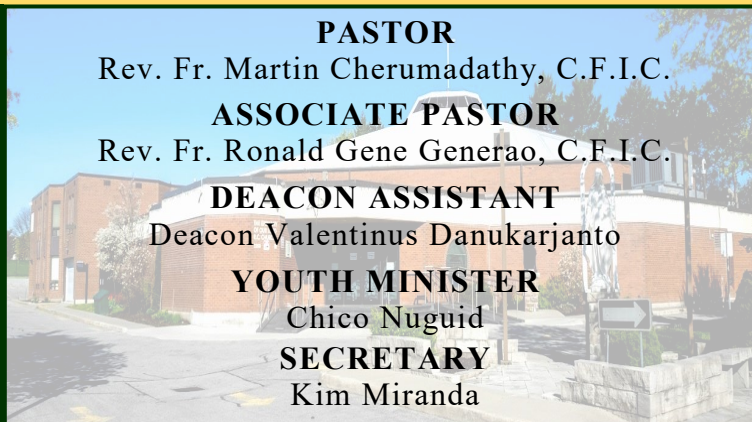 PASTOR
Rev. Fr. Martin Cherumadathy, C.F.I.C.
ASSOCIATE PASTOR
Rev. Fr. Ronald Gene Generao, C.F.I.C.
DEACON ASSISTANT
Deacon Valentinus Danukarjanto
YOUTH MINISTER
Chico Nuguid
SECRETARY
Kim Miranda